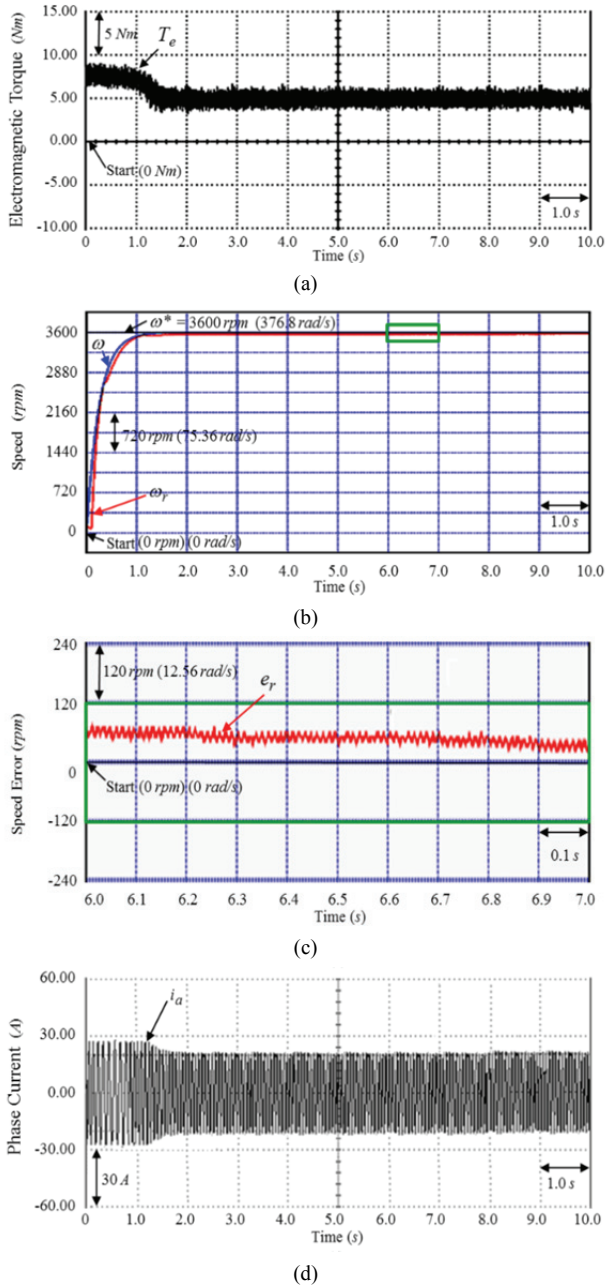 15.00
5 Nm
T_e
10.00
5.00
0.00
Start (0 Nm)
-5.00
1.0 s
-10.00
Electromagnetic Torque (Nm)
0 1.0 2.0 3.0 4.0 5.0 6.0 7.0 8.0 9.0 10.0
Time (s)
(a)
ω* = 3600 rpm (376.8 rad/s)
3600
ω
2880
2160
720 rpm (75.36 rad/s)
1440
720
ω_r
1.0 s
0
Start (0 rpm) (0 rad/s)
Speed (rpm)
0 1.0 2.0 3.0 4.0 5.0 6.0 7.0 8.0 9.0 10.0
Time (s)
(b)
240
120 rpm (12.56 rad/s)
e_r
120
0
Start (0 rpm) (0 rad/s)
-120
0.1 s
-240
Speed Error (rpm)
6.0 6.1 6.2 6.3 6.4 6.5 6.6 6.7 6.8 6.9 7.0
Time (s)
(c)
60.00
i_a
30.00
0.00
-30.00
30 A
1.0 s
-60.00
Phase Current (A)
0 1.0 2.0 3.0 4.0 5.0 6.0 7.0 8.0 9.0 10.0
Time (s)
(d)